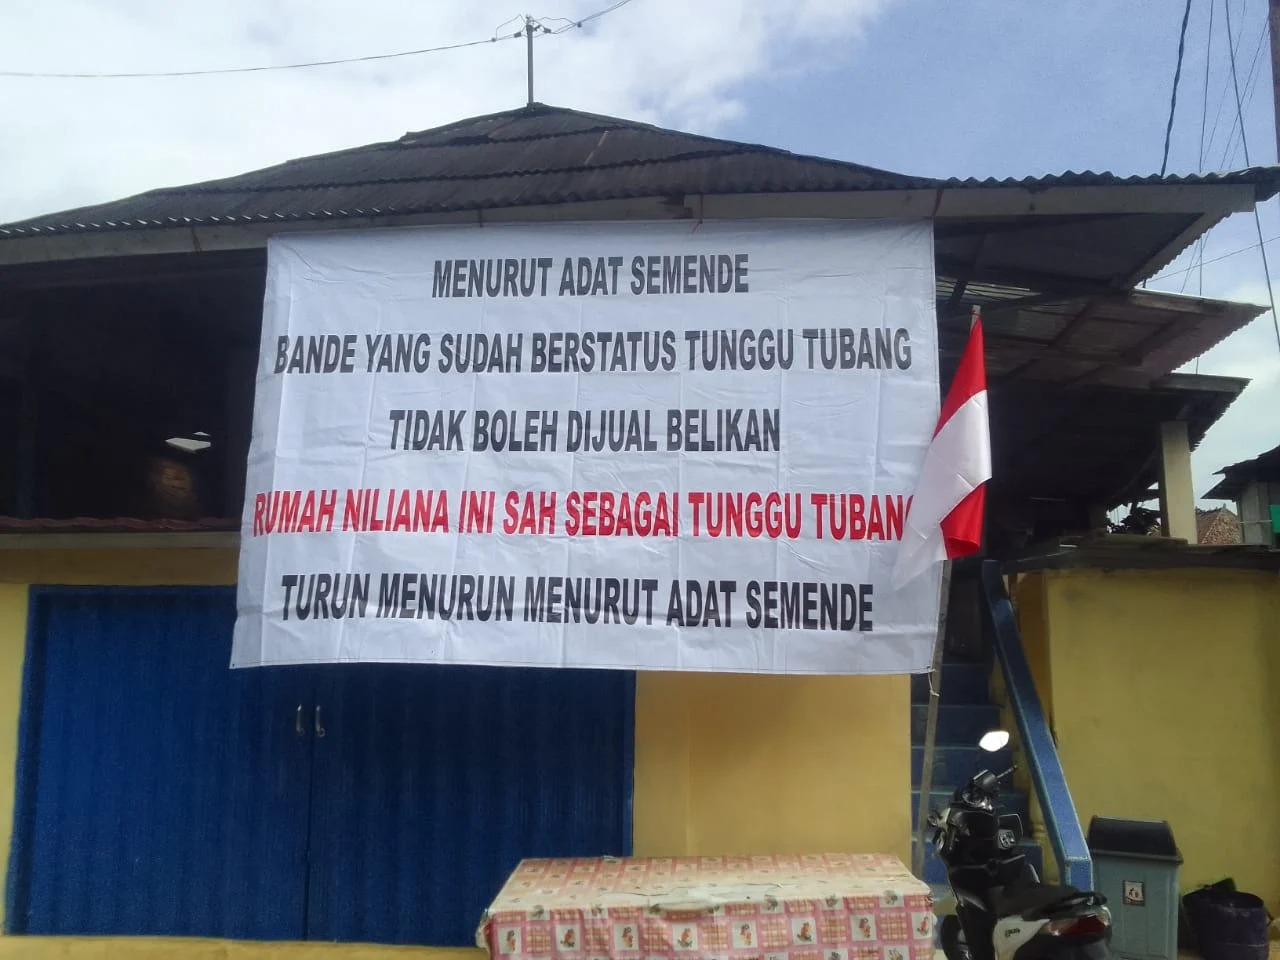 MENURUT ADAT SEMENDE
BANDE YANG SUDAH BERSTATUS TUNGGU TUBANG
TIDAK BOLEH DIJUAL BELIKAN
RUMAH NILIANA INI SAH SEBAGAI TUNGGU TUBANG
TURUN MENURUN MENURUT ADAT SEMENDE